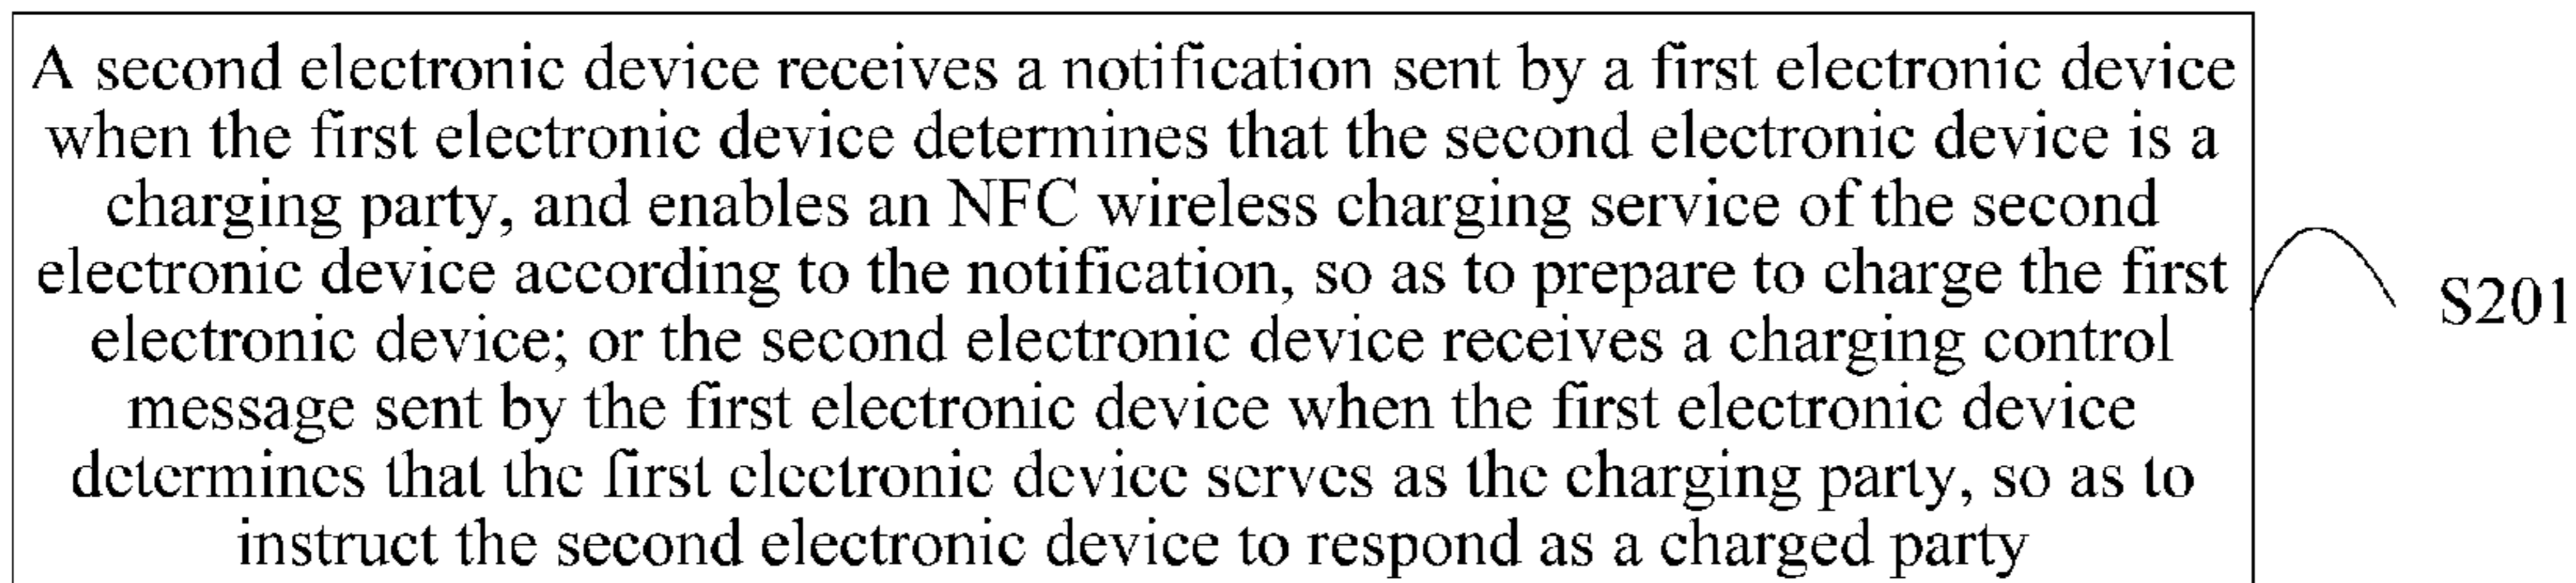 A second electronic device receives a notification sent by a first electronic device
when the first electronic device determines that the second electronic device is a
charging party, and enables an NFC wireless charging service of the second
electronic device according to the notification, so as to prepare to charge the first
electronic device; or the second electronic device receives a charging control
message sent by the first electronic device when the first electronic device
determines that the first electronic device serves as the charging party, so as to
instruct the second electronic device to respond as a charged party
S201